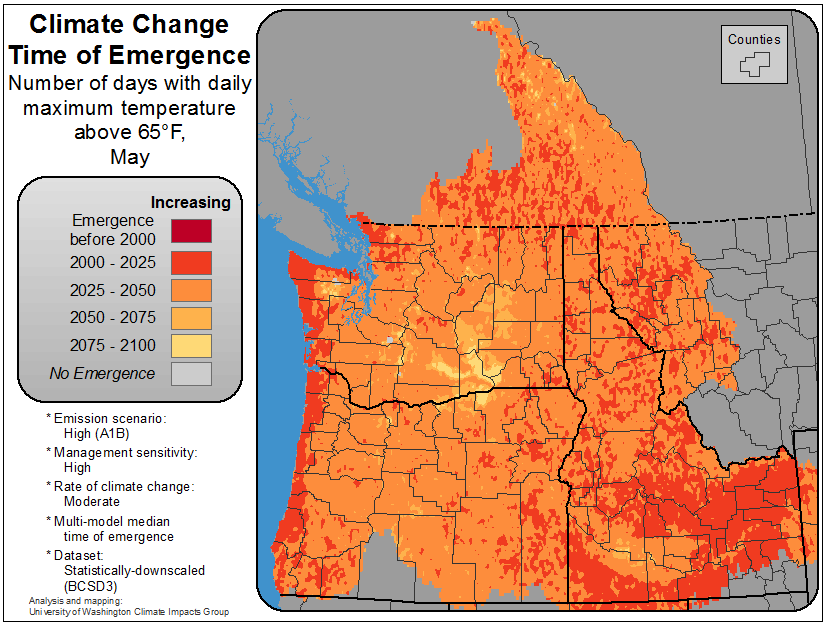 Climate Change
Time of Emergence
Number of days with daily
maximum temperature
above 65°F,
May
Increasing
Emergence
before 2000
2000 - 2025
2025 - 2050
2050 - 2075
2075 - 2100
No Emergence
* Emission scenario:
High (A1B)
* Management sensitivity:
High
* Rate of climate change:
Moderate
* Multi-model median
time of emergence
* Dataset:
Statistically-downscaled
(BCSD3)
Analysis and mapping:
University of Washington Climate Impacts Group
Counties